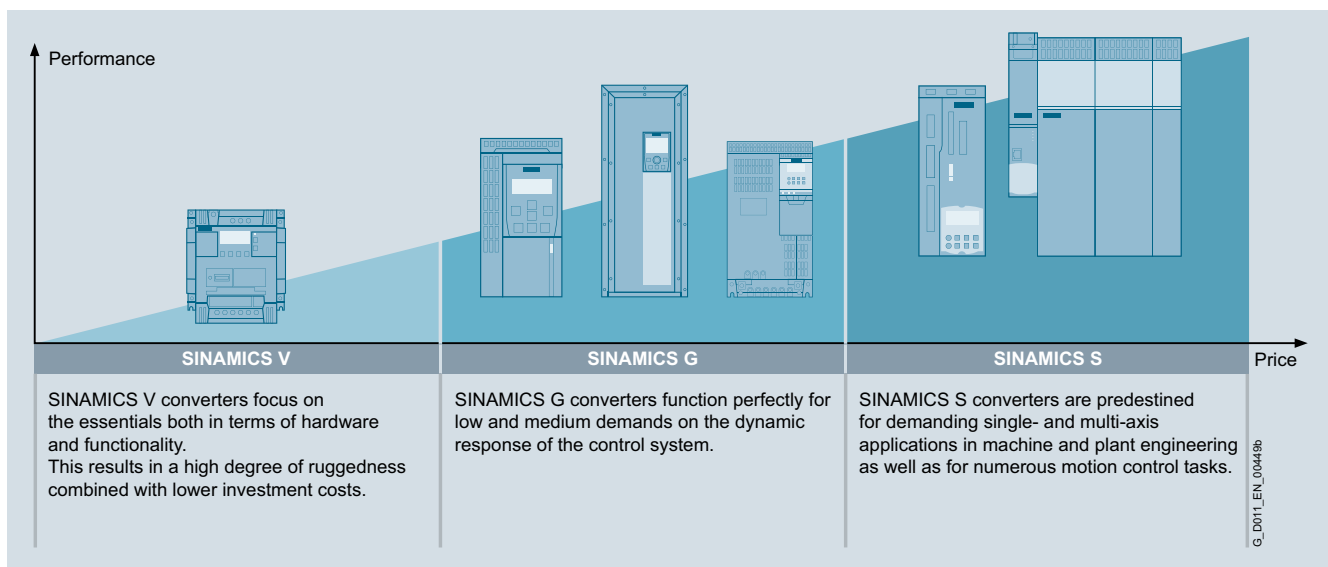 Performance
SINAMICS V
SINAMICS G
SINAMICS S
Price
SINAMICS V converters focus on
the essentials both in terms of hardware
and functionality.
This results in a high degree of ruggedness
combined with lower investment costs.
SINAMICS G converters function perfectly for
low and medium demands on the dynamic
response of the control system.
SINAMICS S converters are predestined
for demanding single- and multi-axis
applications in machine and plant engineering
as well as for numerous motion control tasks.
G_D011_EN_00449b